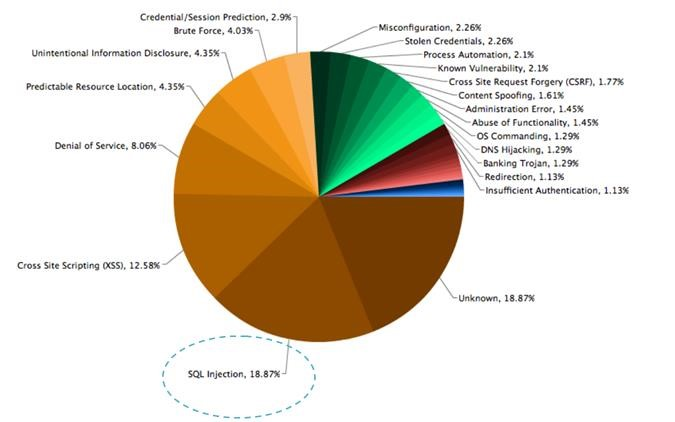 Credential/Session Prediction, 2.9%
Brute Force, 4.03%
Unintentional Information Disclosure, 4.35%
Predictable Resource Location, 4.35%
Denial of Service, 8.06%
Cross Site Scripting (XSS), 12.58%
SQL Injection, 18.87%
Misconfiguration, 2.26%
Stolen Credentials, 2.26%
Process Automation, 2.1%
Known Vulnerability, 2.1%
Cross Site Request Forgery (CSRF), 1.77%
Content Spoofing, 1.61%
Administration Error, 1.45%
Abuse of Functionality, 1.45%
OS Commanding, 1.29%
DNS Hijacking, 1.29%
Banking Trojan, 1.29%
Redirection, 1.13%
Insufficient Authentication, 1.13%
Unknown, 18.87%